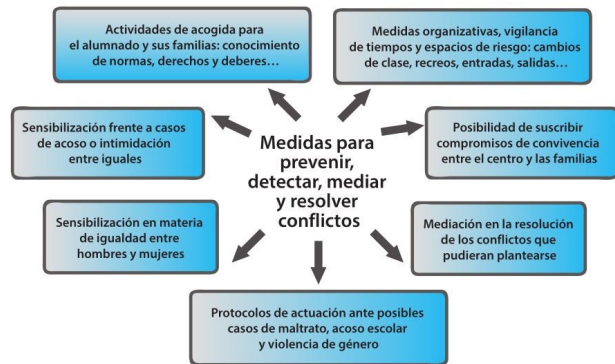 Actividades de acogida para
el alumnado y sus familias: conocimiento
de normas, derechos y deberes…
Medidas organizativas, vigilancia
de tiempos y espacios de riesgo: cambios
de clase, recreos, entradas, salidas…
Sensibilización frente a casos
de acoso o intimidación
entre iguales
Medidas para
prevenir,
detectar, mediar
y resolver
conflictos
Posibilidad de suscribir
compromisos de convivencia
entre el centro y las familias
Sensibilización en materia
de igualdad entre
hombres y mujeres
Mediación en la resolución
de los conflictos que
pudieran plantearse
Protocolos de actuación ante posibles
casos de maltrato, acoso escolar
y violencia de género